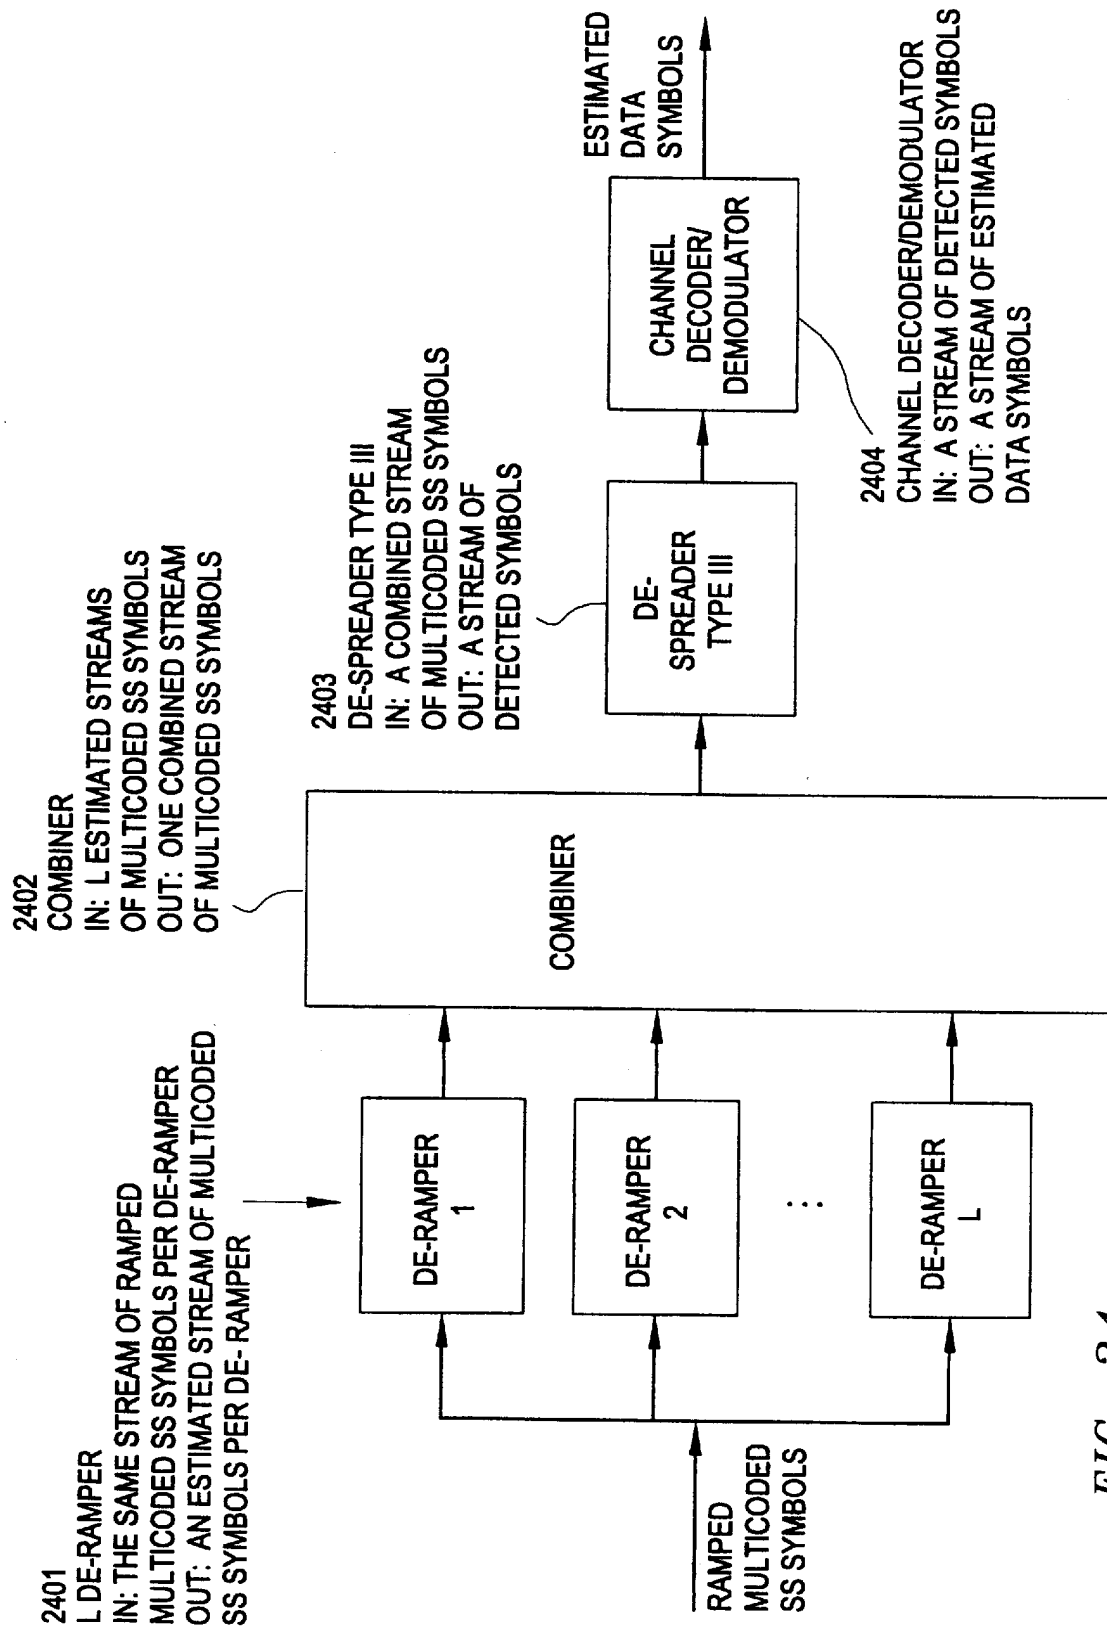 2401
L DE-RAMPER
IN: THE SAME STREAM OF RAMPED
MULTICODED SS SYMBOLS PER DE-RAMPER
OUT: AN ESTIMATED STREAM OF MULTICODED
SS SYMBOLS PER DE- RAMPER
2402
COMBINER
IN: L ESTIMATED STREAMS
OF MULTICODED SS SYMBOLS
OUT: ONE COMBINED STREAM
OF MULTICODED SS SYMBOLS
2403
DE-SPREADER TYPE III
IN: A COMBINED STREAM
OF MULTICODED SS SYMBOLS
OUT: A STREAM OF
DETECTED SYMBOLS
RAMPED
MULTICODED
SS SYMBOLS
DE-RAMPER
1
DE-RAMPER
2
...
DE-RAMPER
L
COMBINER
DE-
SPREADER
TYPE III
CHANNEL
DECODER/
DEMODULATOR
ESTIMATED
DATA
SYMBOLS
2404
CHANNEL DECODER/DEMODULATOR
IN: A STREAM OF DETECTED SYMBOLS
OUT: A STREAM OF ESTIMATED
DATA SYMBOLS